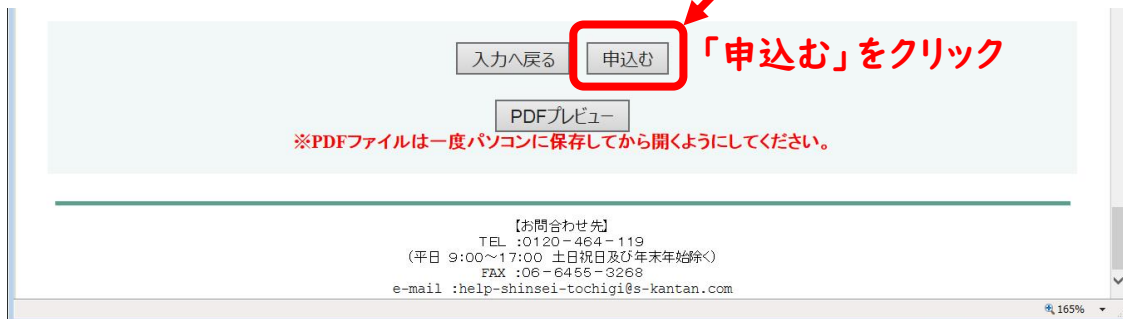 入力へ戻る 申込む 「申込む」をクリック
PDFプレビュー
※PDFファイルは一度パソコンに保存してから開くようにしてください。
【お問合わせ先】
TEL :0120-464-119
(平日 9:00～17:00 土日祝日及び年末年始除く)
FAX :06-6455-3268
e-mail :help-shinsei-tochigi@s-kantan.com
165%